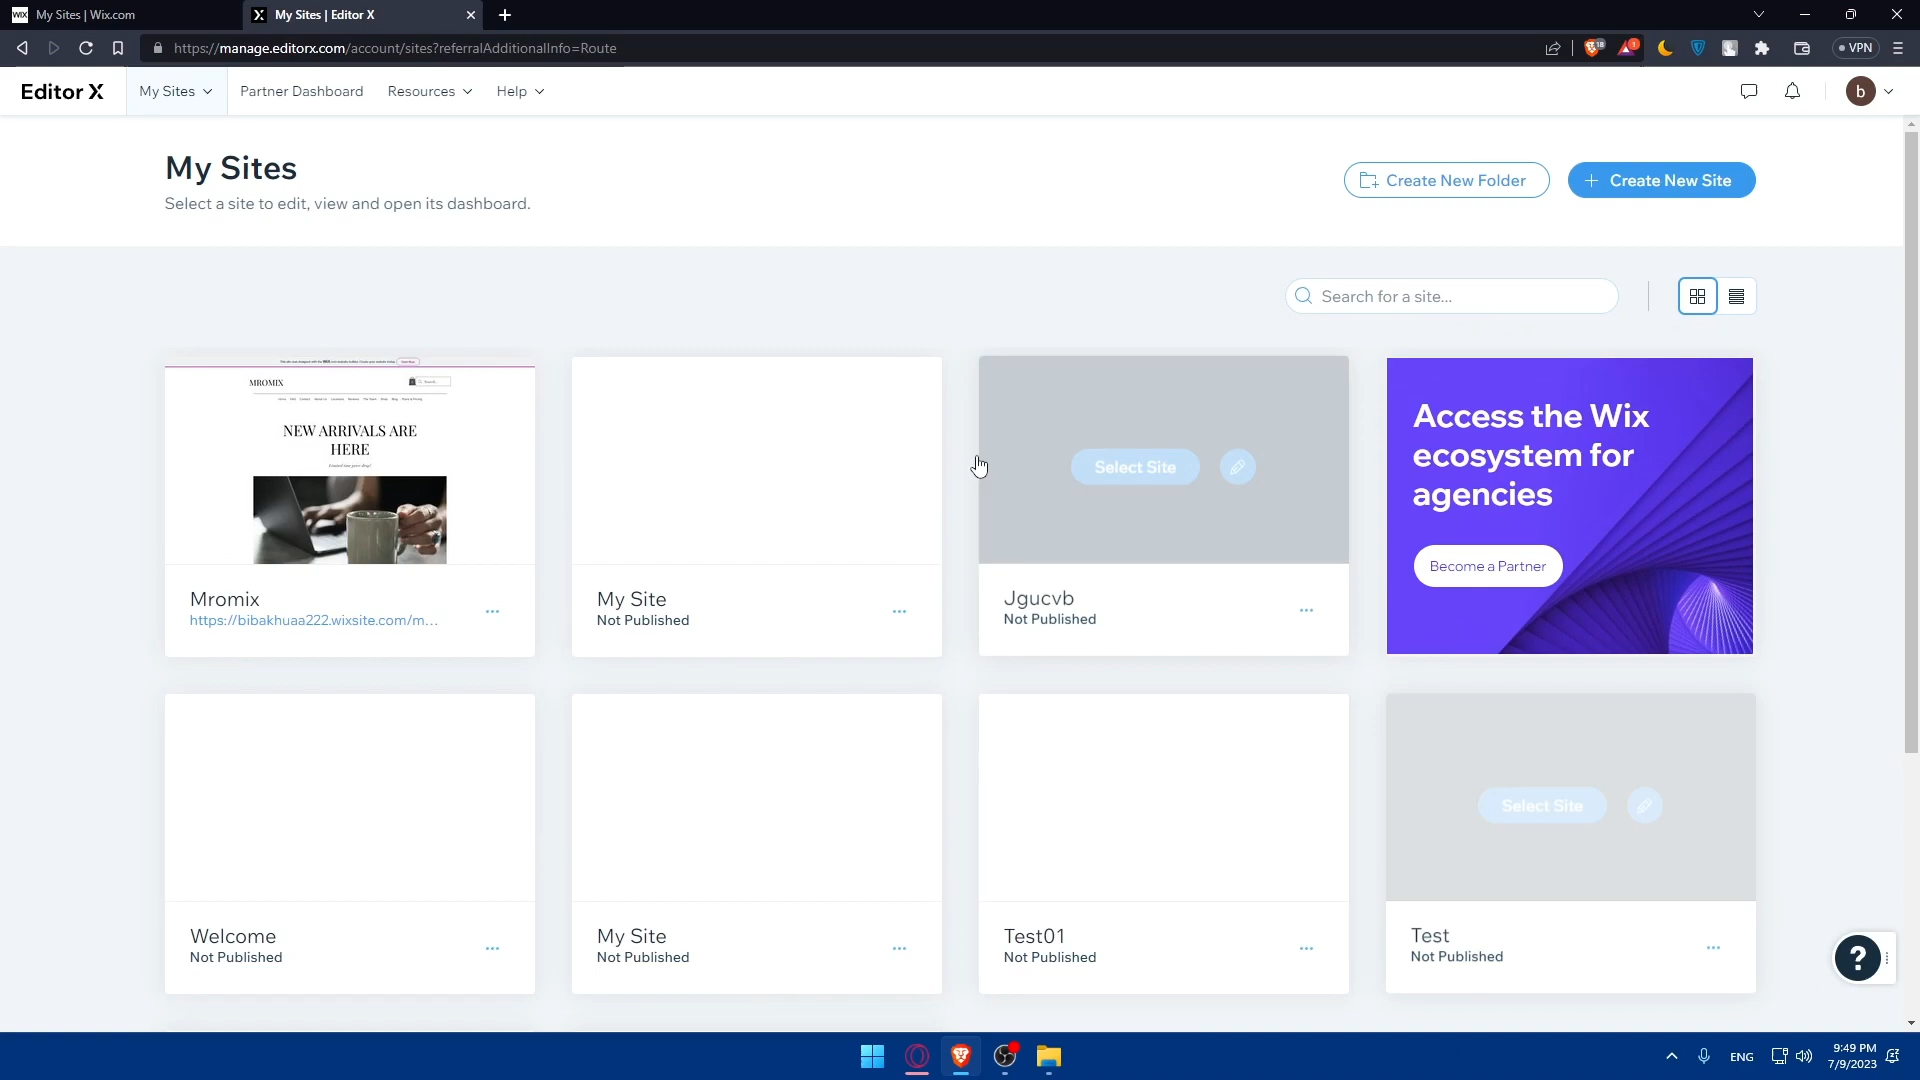 WIX My Sites | Wix.com
X My Sites | Editor X
https://manage.editorx.com/account/sites?referralAdditionalInfo=Route
18
1
VPN
Editor X
My Sites
Partner Dashboard
Resources
Help
b
My Sites
Select a site to edit, view and open its dashboard.
Create New Folder
+ Create New Site
Search for a site...
MROMIX
NEW ARRIVALS ARE
HERE
Select Site
Access the Wix
ecosystem for
agencies
Become a Partner
Mromix
https://bibakhuaa222.wixsite.com/m...
My Site
Not Published
Jgucvb
Not Published
Select Site
Welcome
Not Published
My Site
Not Published
Test01
Not Published
Test
Not Published
?
ENG
9:49 PM
7/9/2023